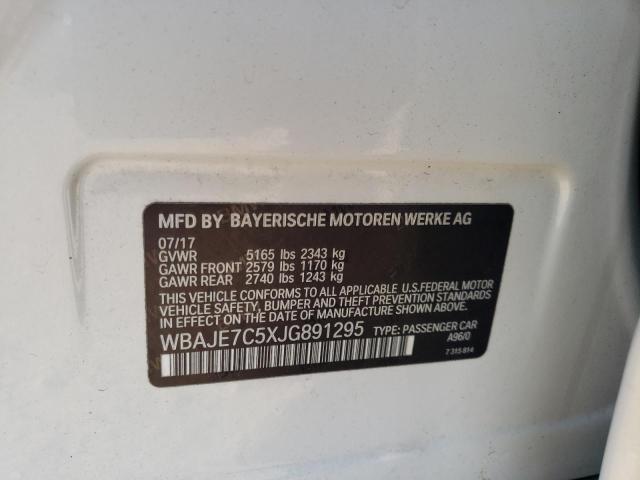 MFD BY BAYERISCHE MOTOREN WERKE AG
07/17
GVWR 5165 lbs 2343 kg
GAWR FRONT 2579 lbs 1170 kg
GAWR REAR 2740 lbs 1243 kg
THIS VEHICLE CONFORMS TO ALL APPLICABLE U.S.FEDERAL MOTOR
VEHICLE SAFETY, BUMPER AND THEFT PREVENTION STANDARDS
IN EFFECT ON THE DATE OF MANUFACTURE SHOWN ABOVE.
WBAJE7C5XJG891295 TYPE: PASSENGER CAR
A96/0
7 315 814